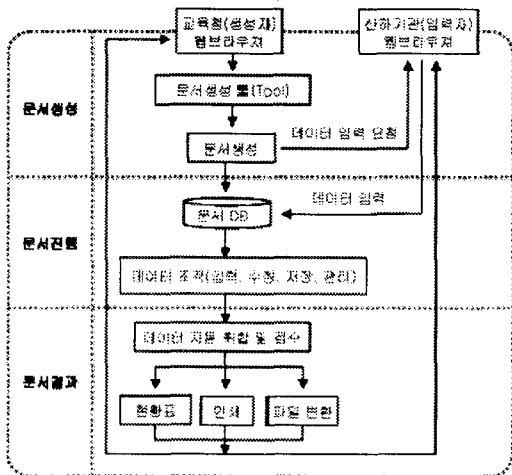 교육청(생성자)
웹브라우져
산하기관(입력자)
웹브라우져
문서생성
문서생성 툴(Tool)
문서생성
데이터 입력 요청
데이터 입력
문서 DB
문서진행
데이터 조작(입력, 수정, 저장, 관리)
데이터 자동 취합 및 접수
문서결과
현황표
인쇄
파일 변환